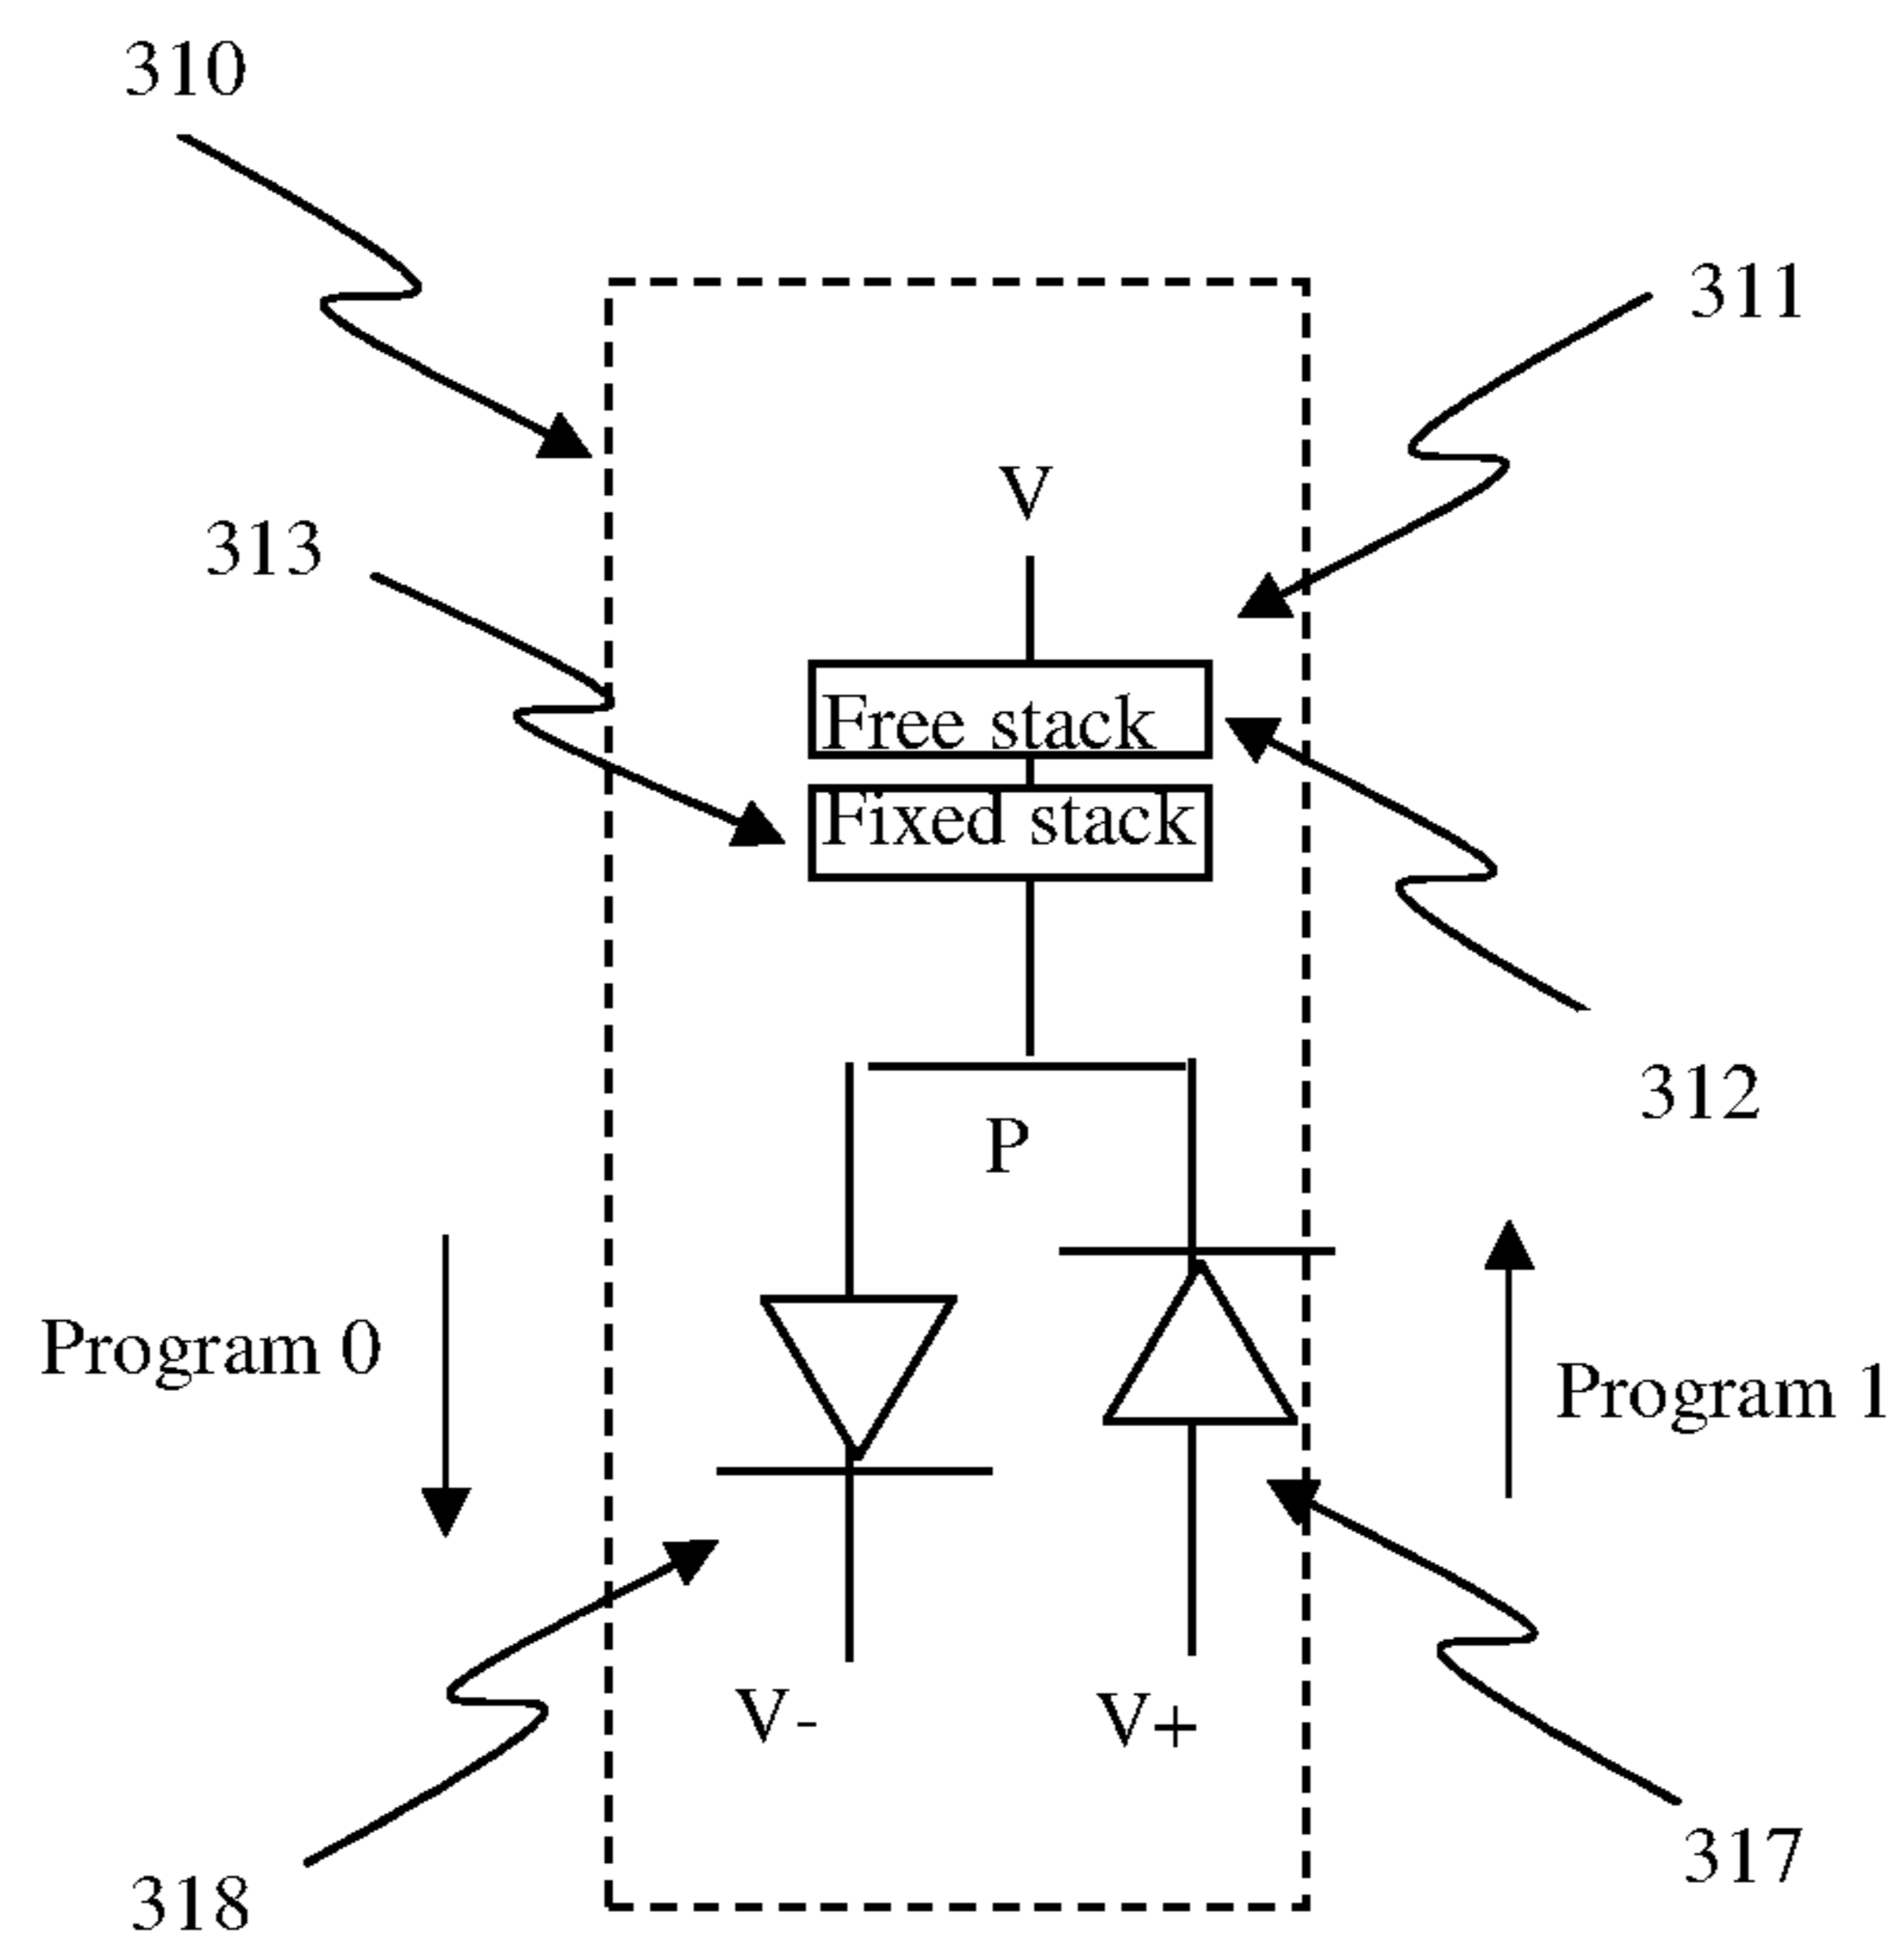 310
311
V
313
Free stack
Fixed stack
312
P
Program 0
Program 1
V-
V+
317
318